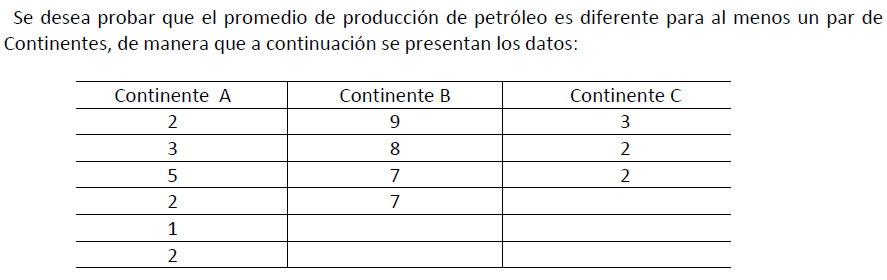 Se desea probar que el promedio de producción de petróleo es diferente para al menos un par de
Continentes, de manera que a continuación se presentan los datos:
Continente A Continente B Continente C
2 9 3
3 8 2
5 7 2
2 7
1
2